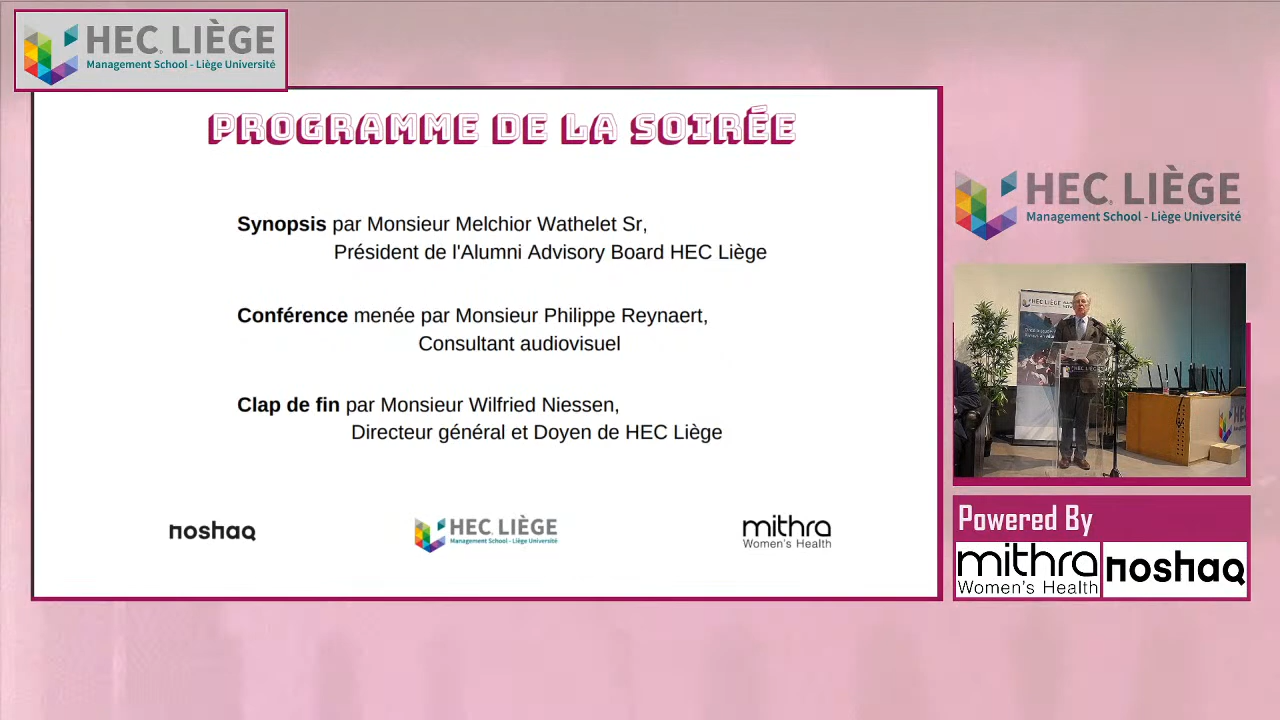 HEC LIÈGE
Management School - Liège Université
PROGRAMME DE LA SOIRÉE
Synopsis par Monsieur Melchior Wathelet Sr,
Président de l'Alumni Advisory Board HEC Liège
Conférence menée par Monsieur Philippe Reynaert,
Consultant audiovisuel
Clap de fin par Monsieur Wilfried Niessen,
Directeur général et Doyen de HEC Liège
noshaq
HEC LIÈGE
Management School - Liège Université
mithra
Women's Health
HEC LIÈGE
Management School - Liège Université
HEC LIÈGE
Powered By
mithra
Women's Health
noshaq